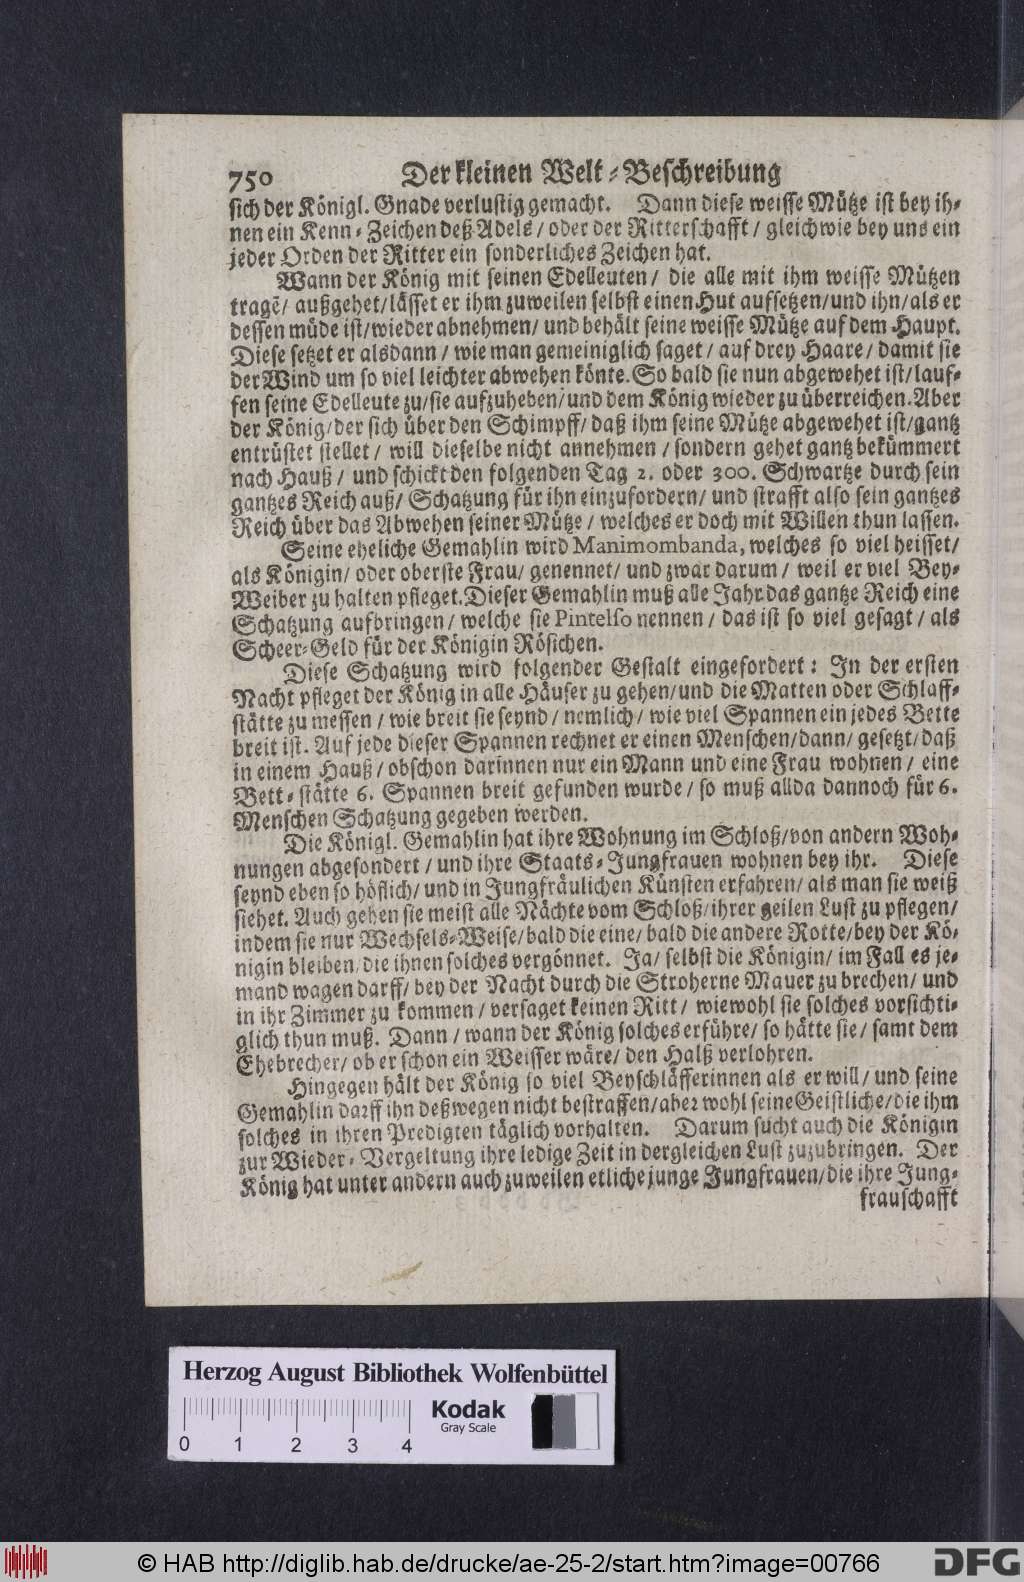 750 Der kleinen Welt-Beschreibung
sich der Königl. Gnade verlustig gemacht. Dann diese weisse Mütze ist bey ih-
nen ein Kenn-Zeichen deß Adels / oder der Ritterschafft / gleichwie bey uns ein
jeder Orden der Ritter ein sonderliches Zeichen hat.
Wann der König mit seinen Edelleuten / die alle mit ihm weisse Mützen
tragẽ / außgehet / lässet er ihm zuweilen selbst einen Hut aufsetzen / und ihn / als er
dessen müde ist / wieder abnehmen / und behält seine weisse Mütze auf dem Haupt.
Diese setzet er alsdann / wie man gemeiniglich saget / auf drey Haare / damit sie
der Wind um so viel leichter abwehen könte. So bald sie nun abgewehet ist / lauf-
fen seine Edelleute zu / sie aufzuheben / und dem König wieder zu überreichen. Aber
der König / der sich über den Schimpff / daß ihm seine Mütze abgewehet ist / gantz
entrüstet stellet / will dieselbe nicht annehmen / sondern gehet gantz bekümmert
nach Hauß / und schickt den folgenden Tag 2. oder 300. Schwartze durch sein
gantzes Reich auß / Schatzung für ihn einzufordern / und strafft also sein gantzes
Reich über das Abwehen seiner Mütze / welches er doch mit Willen thun lassen.
Seine eheliche Gemahlin wird Manimombanda, welches so viel heisset /
als Königin / oder oberste Frau / genennet / und zwar darum / weil er viel Bey-
Weiber zu halten pfleget. Dieser Gemahlin muß alle Jahr das gantze Reich eine
Schatzung aufbringen / welche sie Pintelso nennen / das ist so viel gesagt / als
Scheer-Geld für der Königin Rösichen.
Diese Schatzung wird folgender Gestalt eingefordert: In der ersten
Nacht pfleget der König in alle Häuser zu gehen / und die Matten oder Schlaff-
stätte zu messen / wie breit sie seynd / nemlich / wie viel Spannen ein jedes Bette
breit ist. Auf jede dieser Spannen rechnet er einen Menschen / dann / gesetzt / daß
in einem Hauß / obschon darinnen nur ein Mann und eine Frau wohnen / eine
Bett-stätte 6. Spannen breit gefunden wurde / so muß allda dannoch für 6.
Menschen Schatzung gegeben werden.
Die Königl. Gemahlin hat ihre Wohnung im Schloß / von andern Woh-
nungen abgesondert / und ihre Staats-Jungfrauen wohnen bey ihr. Diese
seynd eben so höflich / und in Jungfräulichen Künsten erfahren / als man sie weiß
siehet. Auch gehen sie meist alle Nächte vom Schloß / ihrer geilen Lust zu pflegen /
indem sie nur Wechsels-Weise / bald die eine / bald die andere Rotte / bey der Kö-
nigin bleiben / die ihnen solches vergönnet. Ja / selbst die Königin / im Fall es je-
mand wagen darff / bey der Nacht durch die Stroherne Mauer zu brechen / und
in ihr Zimmer zu kommen / versaget keinen Ritt / wiewohl sie solches vorsichti-
glich thun muß. Dann / wann der König solches erführe / so hätte sie / samt dem
Ehebrecher / ob er schon ein Weisser wäre / den Halß verlohren.
Hingegen hält der König so viel Beyschläfferinnen als er will / und seine
Gemahlin darff ihn deßwegen nicht bestraffen / aber wohl seine Geistliche / die ihm
solches in ihren Predigten täglich vorhalten. Darum sucht auch die Königin
zur Wieder-Vergeltung ihre ledige Zeit in dergleichen Lust zuzubringen. Der
König hat unter andern auch zuweilen etliche junge Jungfrauen / die ihre Jung-
frauschafft
Herzog August Bibliothek Wolfenbüttel
Kodak
Gray Scale
0 1 2 3 4
© HAB http://diglib.hab.de/drucke/ae-25-2/start.htm?image=00766
DFG